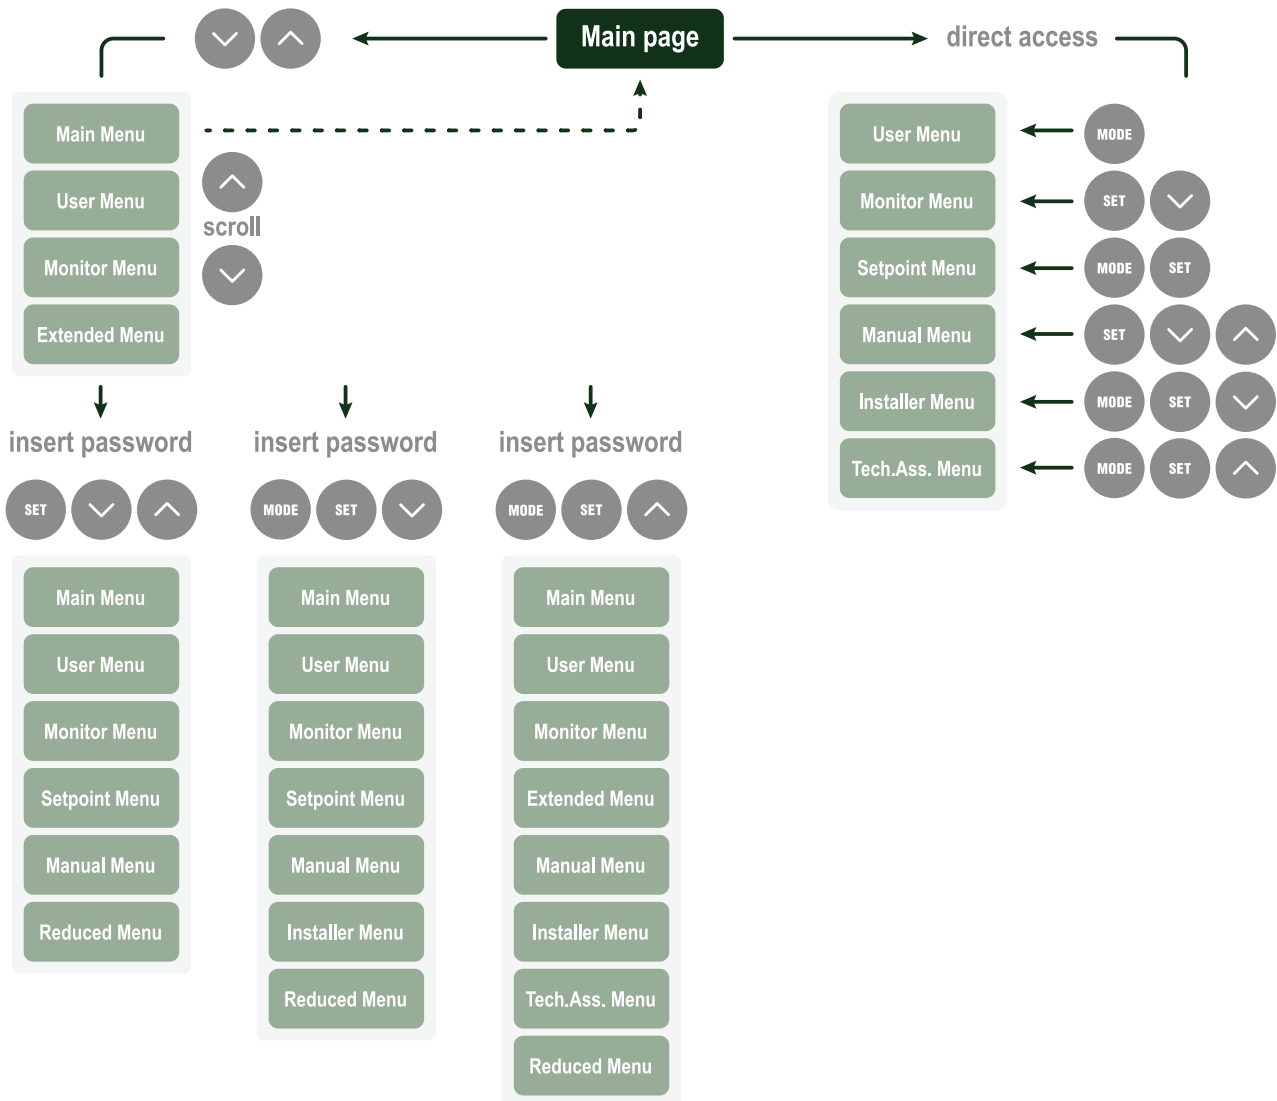 Main page
direct access
Main Menu
User Menu
Monitor Menu
Extended Menu
scroll
User Menu
MODE
Monitor Menu
SET
Setpoint Menu
MODE SET
Manual Menu
SET
Installer Menu
MODE SET
Tech.Ass. Menu
MODE SET
insert password
SET
Main Menu
User Menu
Monitor Menu
Setpoint Menu
Manual Menu
Reduced Menu
insert password
MODE SET
Main Menu
User Menu
Monitor Menu
Setpoint Menu
Manual Menu
Installer Menu
Reduced Menu
insert password
MODE SET
Main Menu
User Menu
Monitor Menu
Extended Menu
Manual Menu
Installer Menu
Tech.Ass. Menu
Reduced Menu